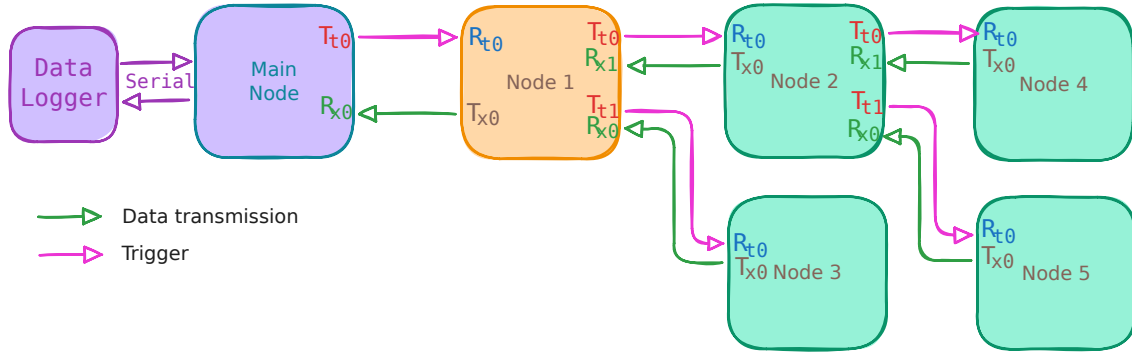 Data
Logger
Serial
Main
Node
Tt0
Rx0
Rt0
Node 1
Tx0
Tt0
Rx1
Tt1
Rx0
Rt0
Tx0
Node 2
Tt0
Rx1
Tt1
Rx0
Rt0
Tx0
Node 4
Rt0
Tx0 Node 3
Rt0
Tx0 Node 5
Data transmission
Trigger